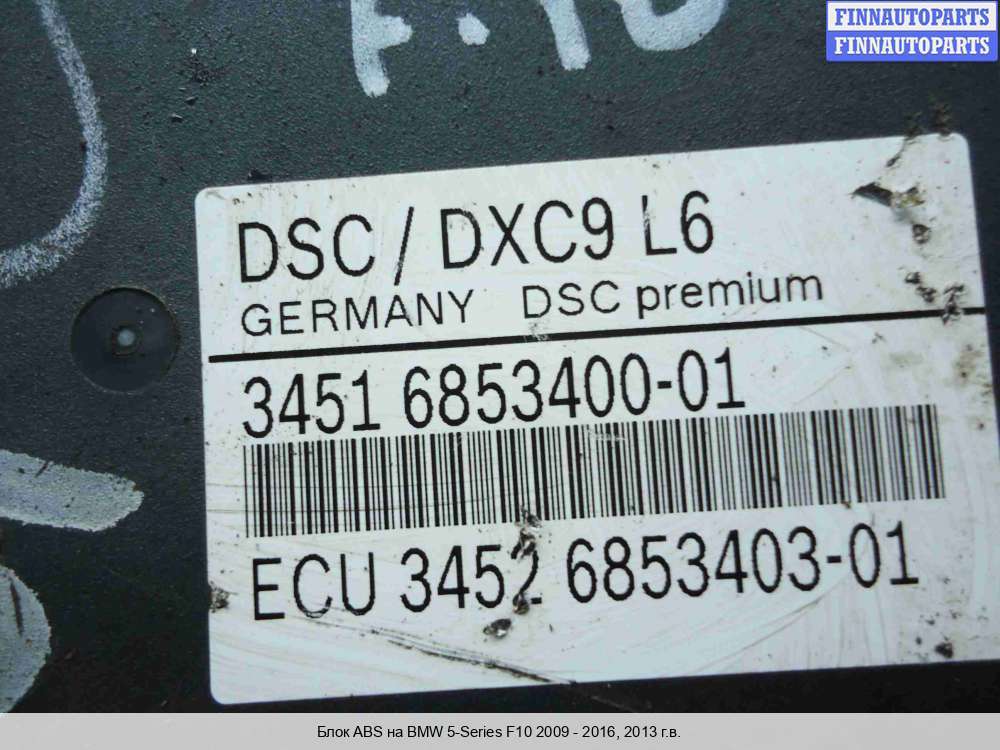 F.10
FINNAUTOPARTS
FINNAUTOPARTS
DSC / DXC9 L6
GERMANY DSC premium
3451 6853400-01
ECU 3452 6853403-01
Блок ABS на BMW 5-Series F10 2009 - 2016, 2013 г.в.